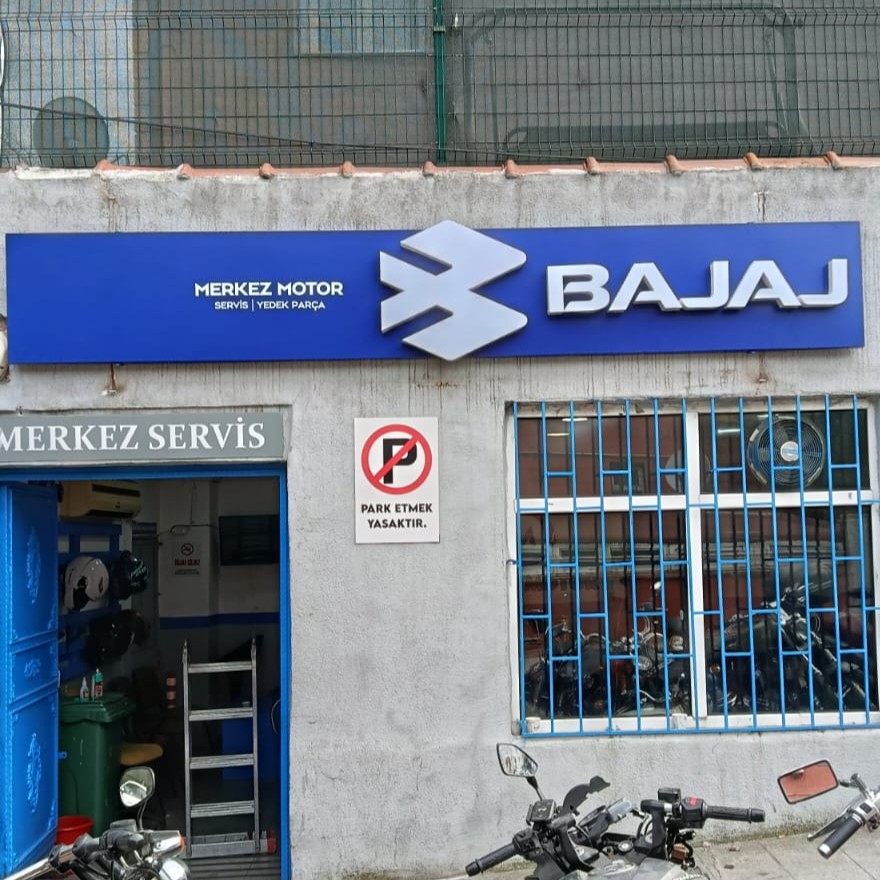 MERKEZ MOTOR
SERVİS | YEDEK PARÇA
BAJAJ
MERKEZ SERVİS
P
PARK ETMEK
YASAKTIR.